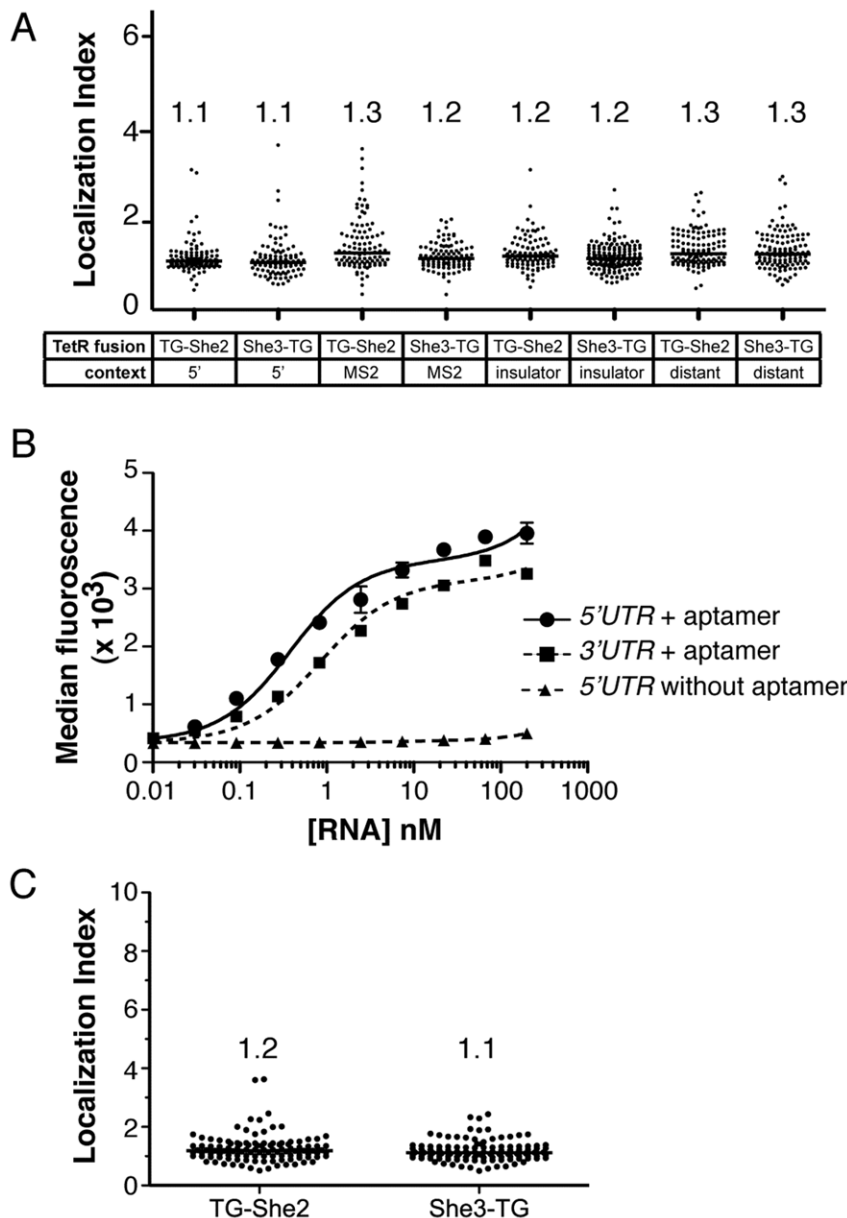 A
Localization Index
6
4
2
0
1.1 1.1 1.3 1.2 1.2 1.2 1.3 1.3
TetR fusion TG-She2 She3-TG TG-She2 She3-TG TG-She2 She3-TG TG-She2 She3-TG
context 5' 5' MS2 MS2 insulator insulator distant distant
B
Median fluoroscence
(x 10³)
5
4
3
2
1
0
0.01 0.1 1 10 100 1000
[RNA] nM
5'UTR + aptamer
3'UTR + aptamer
5'UTR without aptamer
C
Localization Index
10
8
6
4
2
0
1.2 1.1
TG-She2 She3-TG